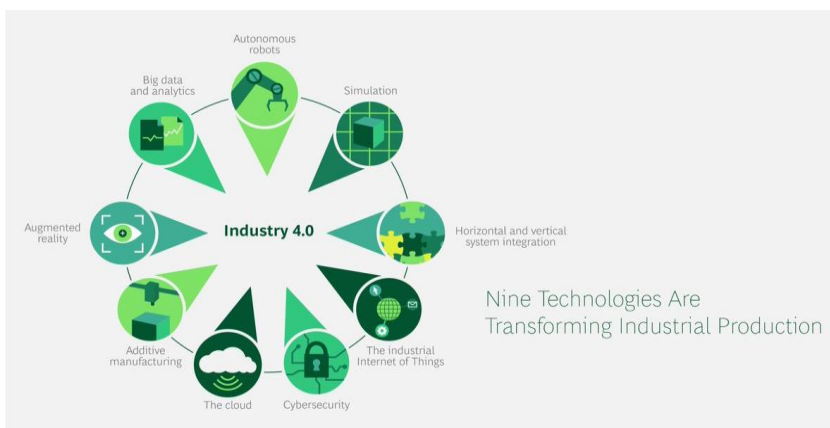 Autonomous
robots
Big data
and analytics
Simulation
Augmented
reality
Industry 4.0
Horizontal and vertical
system integration
Nine Technologies Are
Transforming Industrial Production
Additive
manufacturing
The industrial
Internet of Things
The cloud
Cybersecurity